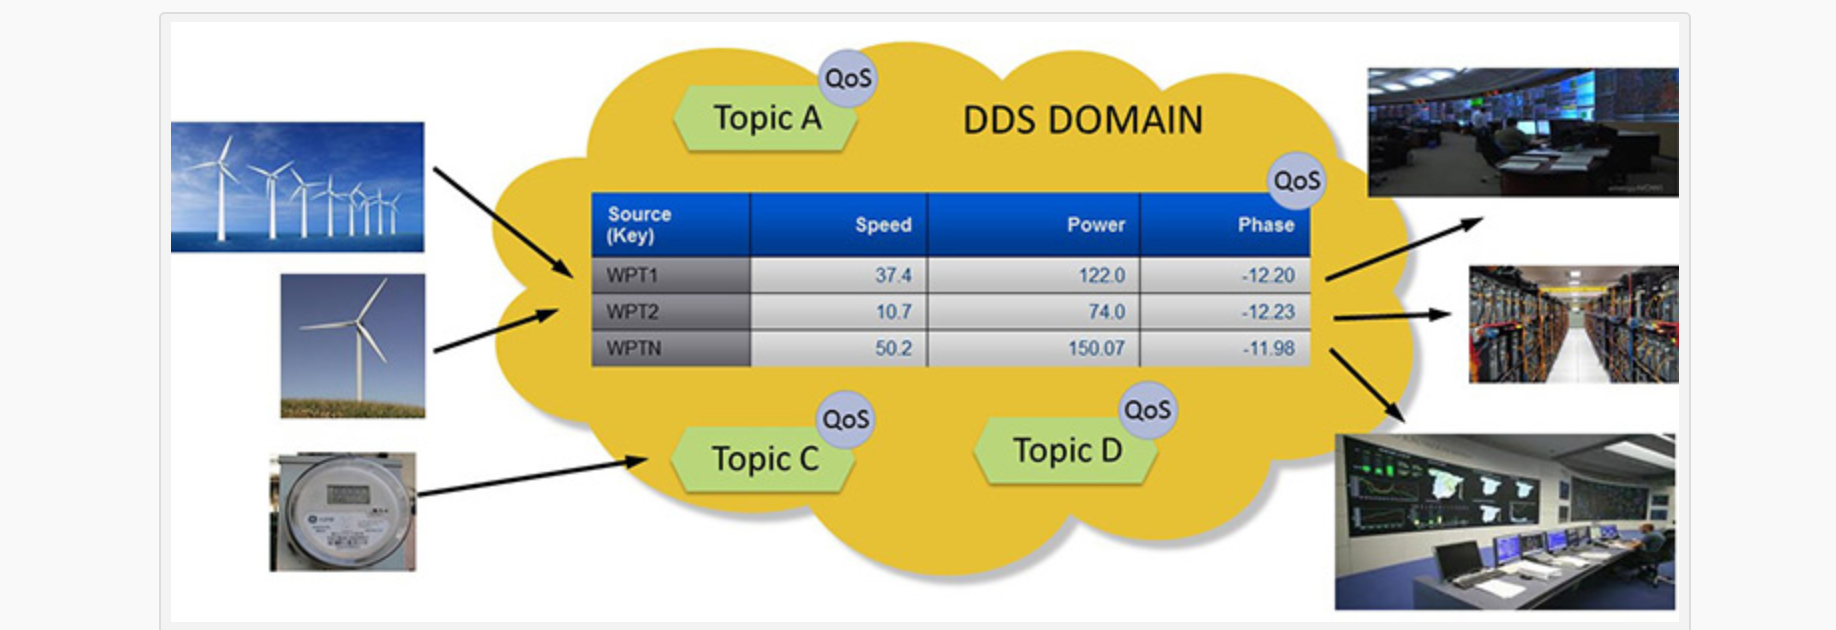 QoS
Topic A
DDS DOMAIN
QoS
Source (Key) Speed Power Phase
WPT1 37.4 122.0 -12.20
WPT2 10.7 74.0 -12.23
WPTN 50.2 150.07 -11.98
QoS
Topic C
QoS
Topic D